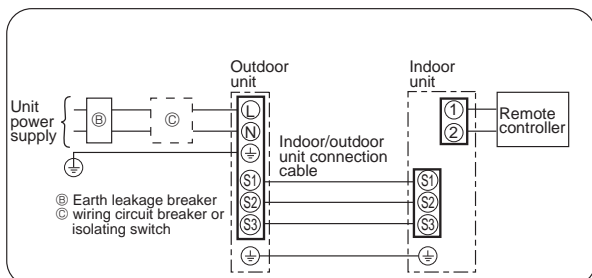 Outdoor
unit
Indoor
unit
Unit
power
supply
Ⓑ
Ⓒ
L
N
S1
S2
S3
Indoor/outdoor
unit connection
cable
1
2
Remote
controller
S1
S2
S3
Ⓑ Earth leakage breaker
Ⓒ wiring circuit breaker or
isolating switch